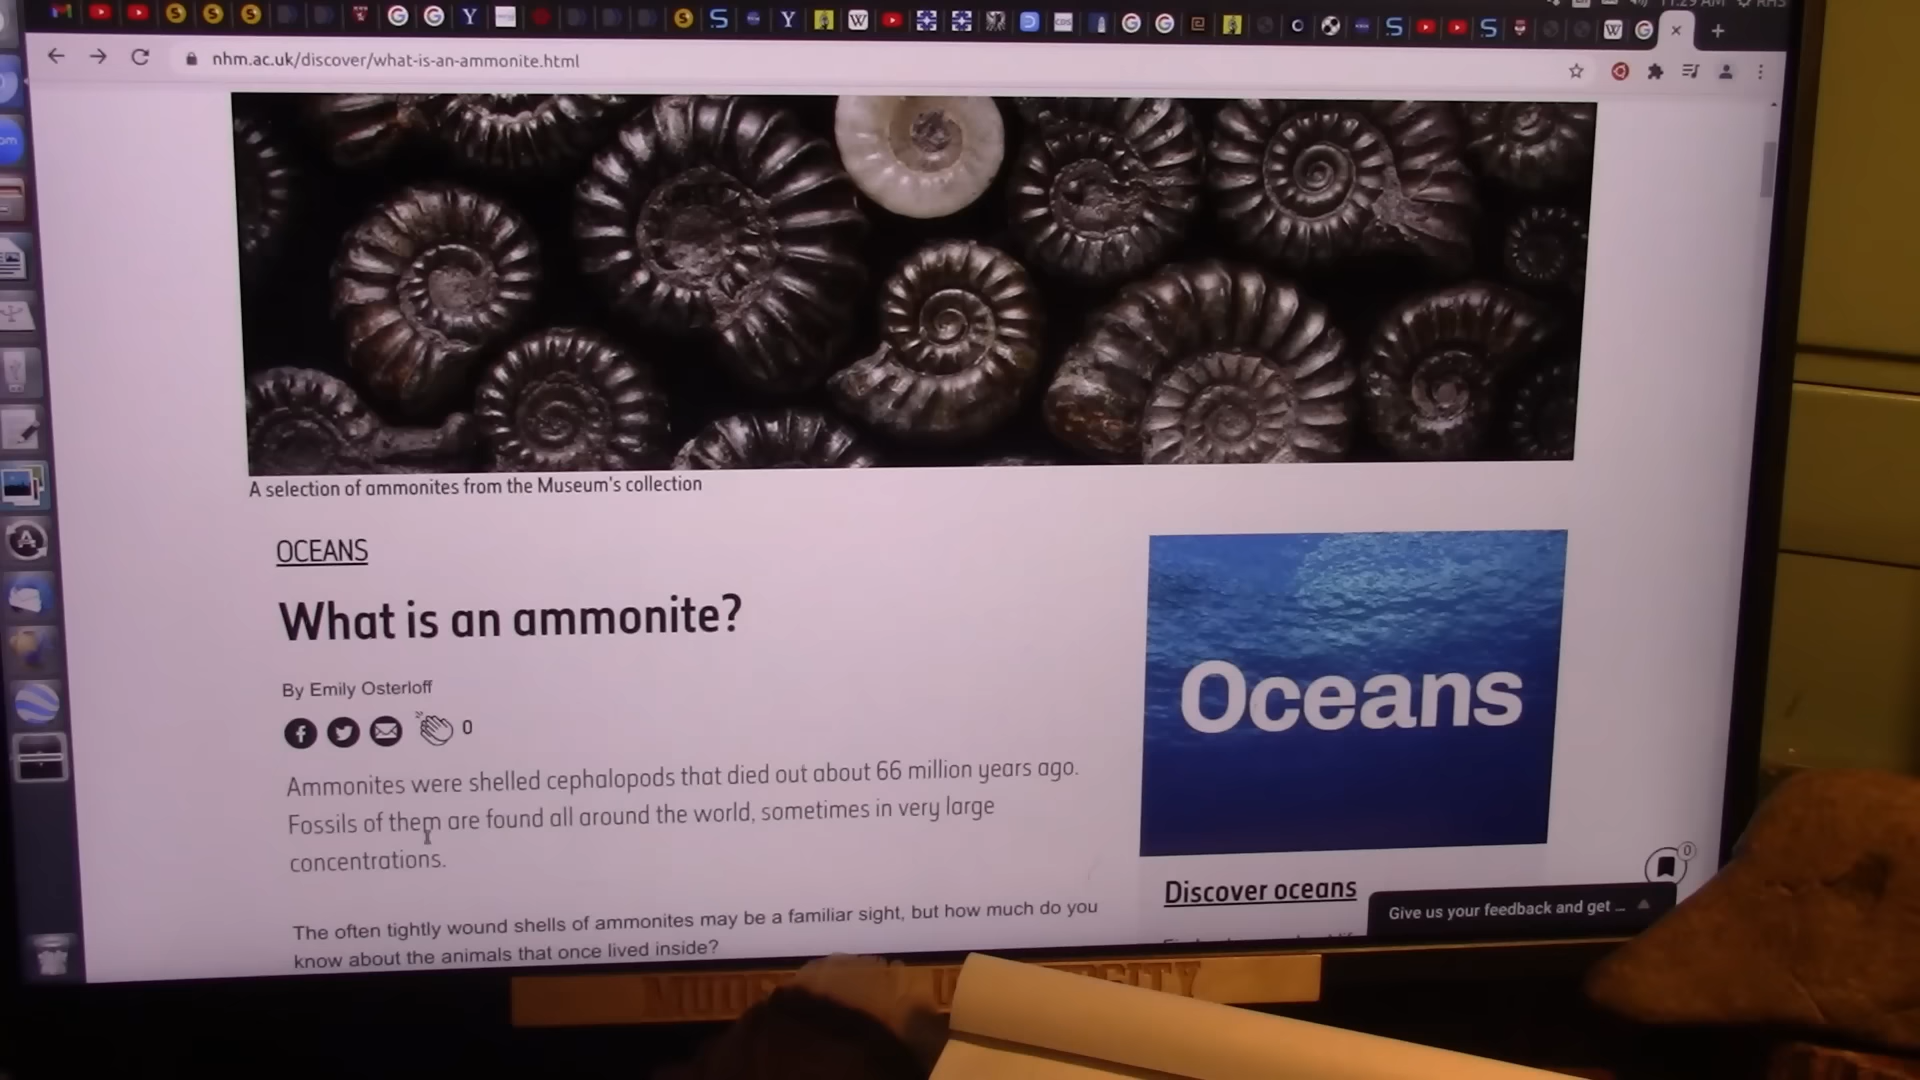 11:29 AM
nhm.ac.uk/discover/what-is-an-ammonite.html
A selection of ammonites from the Museum's collection
OCEANS
What is an ammonite?
By Emily Osterloff
0
Ammonites were shelled cephalopods that died out about 66 million years ago.
Fossils of them are found all around the world, sometimes in very large
concentrations.
The often tightly wound shells of ammonites may be a familiar sight, but how much do you
know about the animals that once lived inside?
Oceans
Discover oceans
0
Give us your feedback and get ...